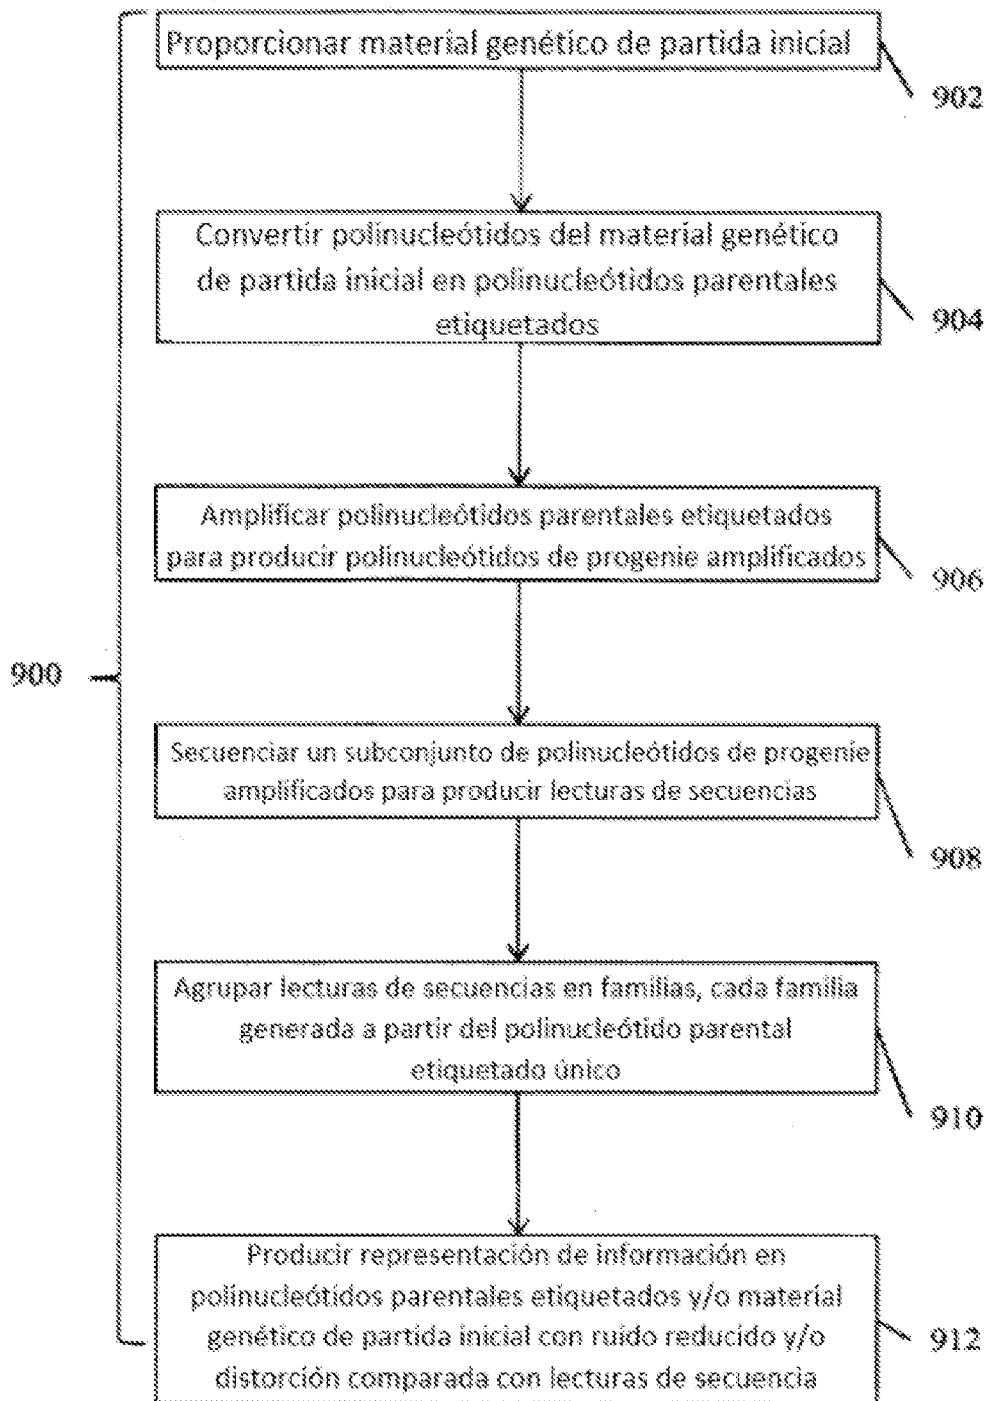 Proporcionar material genético de partida inicial
902
Convertir polinucleótidos del material genético
de partida inicial en polinucleótidos parentales
etiquetados
904
Amplificar polinucleótidos parentales etiquetados
para producir polinucleótidos de progenie amplificados
906
900
Secuenciar un subconjunto de polinucleótidos de progenie
amplificados para producir lecturas de secuencias
908
Agrupar lecturas de secuencias en familias, cada familia
generada a partir del polinucleótido parental
etiquetado único
910
Producir representación de información en
polinucleótidos parentales etiquetados y/o material
genético de partida inicial con ruido reducido y/o
distorción comparada con lecturas de secuencia
912